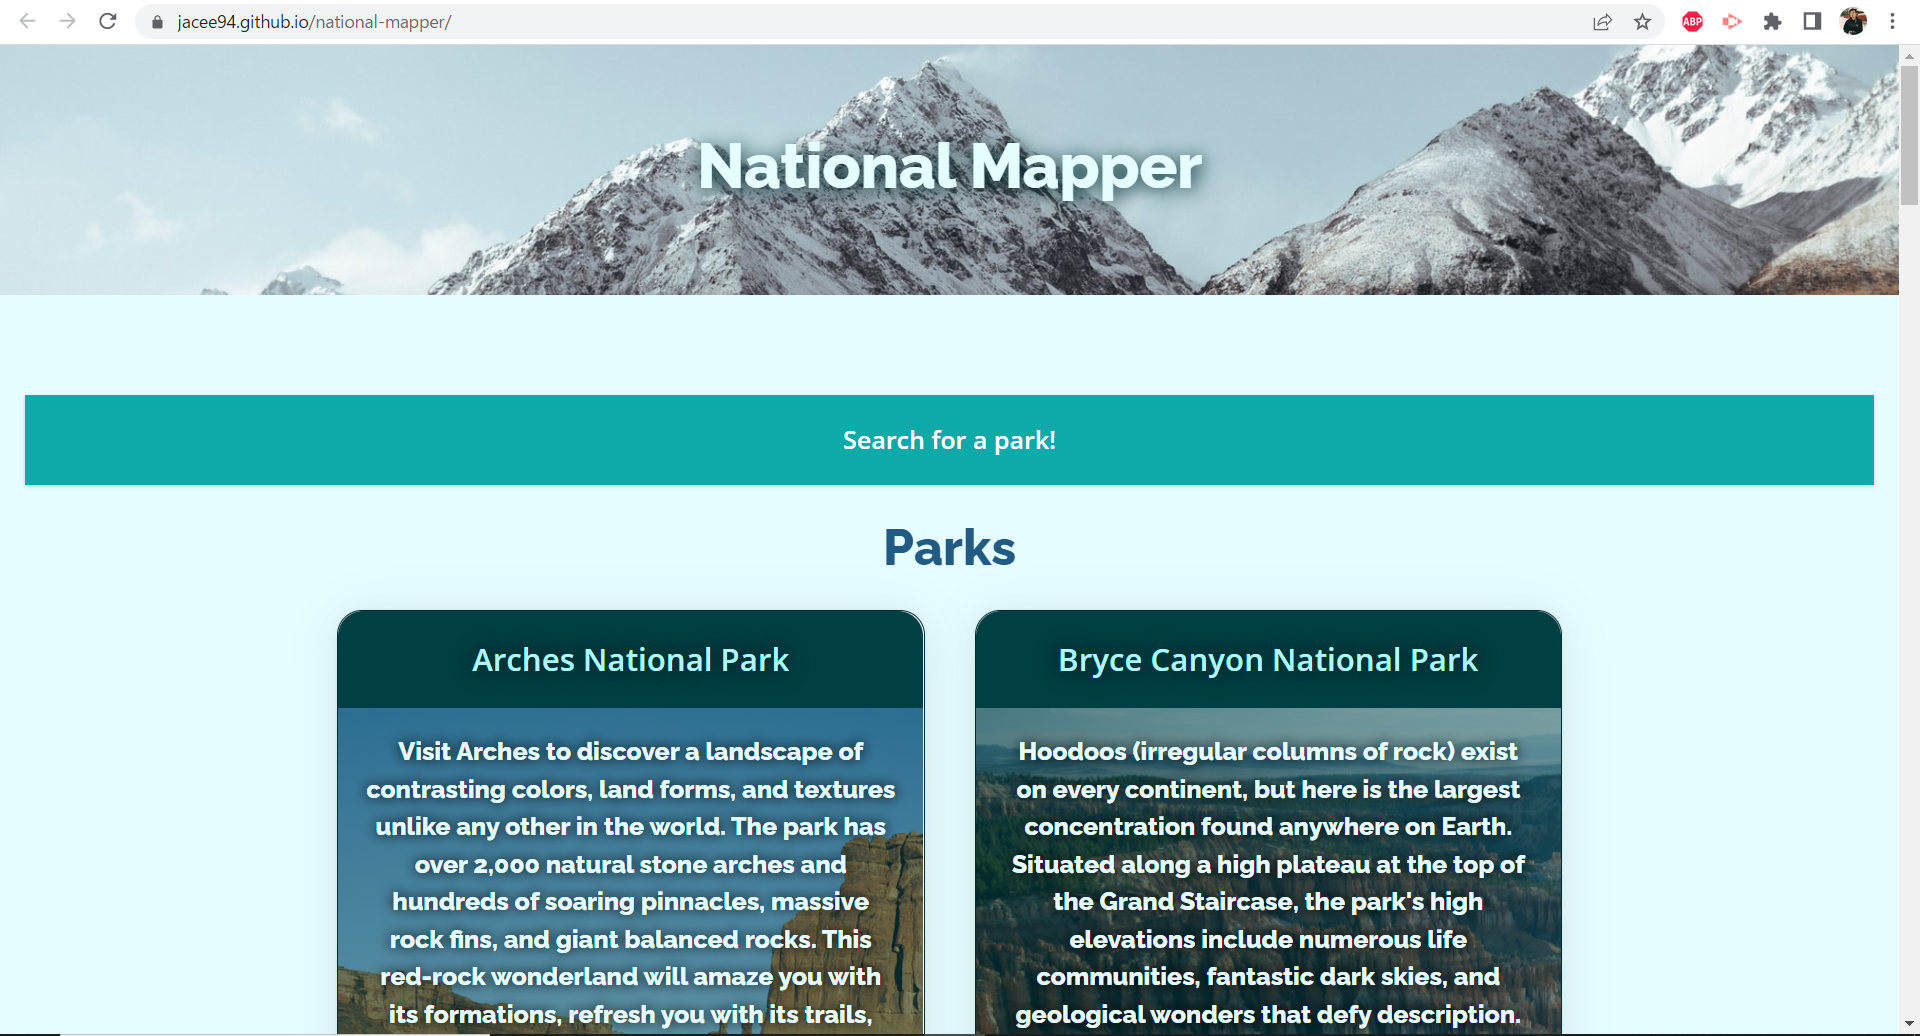 jacee94.github.io/national-mapper/
ABP
National Mapper
Search for a park!
Parks
Arches National Park
Visit Arches to discover a landscape of
contrasting colors, land forms, and textures
unlike any other in the world. The park has
over 2,000 natural stone arches and
hundreds of soaring pinnacles, massive
rock fins, and giant balanced rocks. This
red-rock wonderland will amaze you with
its formations, refresh you with its trails,
Bryce Canyon National Park
Hoodoos (irregular columns of rock) exist
on every continent, but here is the largest
concentration found anywhere on Earth.
Situated along a high plateau at the top of
the Grand Staircase, the park's high
elevations include numerous life
communities, fantastic dark skies, and
geological wonders that defy description.